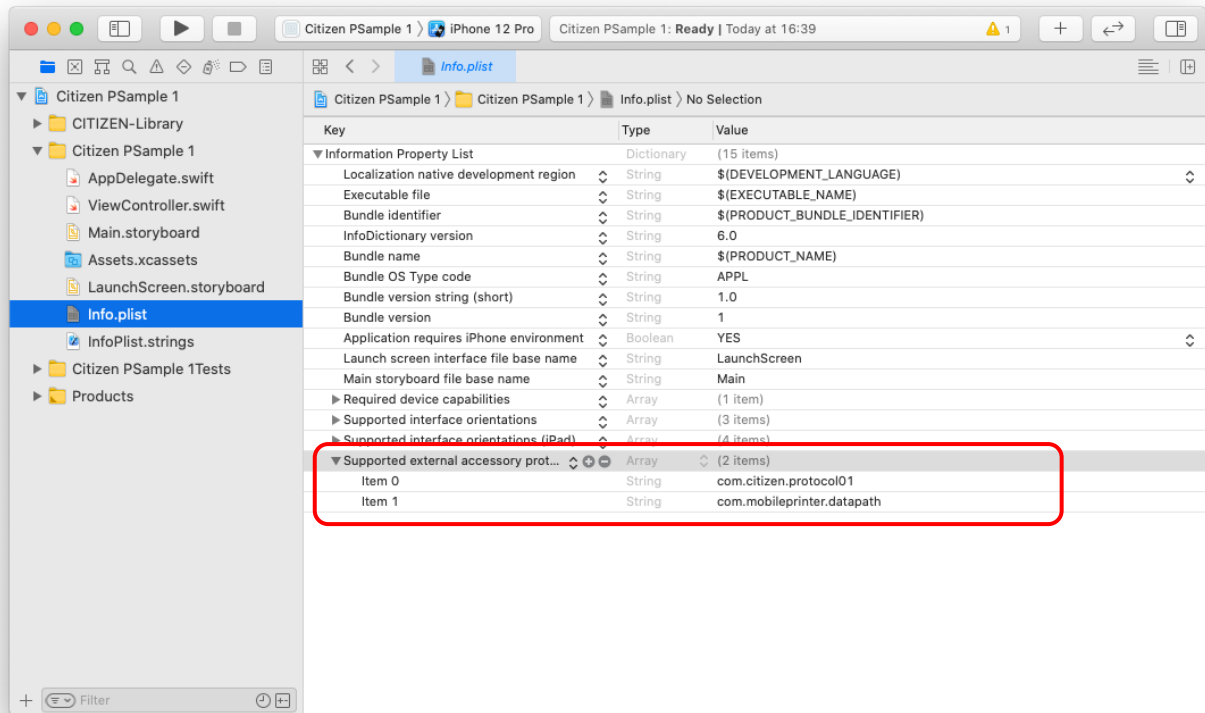 Citizen PSample 1 〉 iPhone 12 Pro
Citizen PSample 1: Ready | Today at 16:39
1
Citizen PSample 1
CITIZEN-Library
Citizen PSample 1
AppDelegate.swift
ViewController.swift
Main.storyboard
Assets.xcassets
LaunchScreen.storyboard
Info.plist
InfoPlist.strings
Citizen PSample 1Tests
Products
Filter
Info.plist
Citizen PSample 1 〉 Citizen PSample 1 〉 Info.plist 〉 No Selection
Key Type Value
Information Property List Dictionary (15 items)
Localization native development region String $(DEVELOPMENT_LANGUAGE)
Executable file String $(EXECUTABLE_NAME)
Bundle identifier String $(PRODUCT_BUNDLE_IDENTIFIER)
InfoDictionary version String 6.0
Bundle name String $(PRODUCT_NAME)
Bundle OS Type code String APPL
Bundle version string (short) String 1.0
Bundle version String 1
Application requires iPhone environment Boolean YES
Launch screen interface file base name String LaunchScreen
Main storyboard file base name String Main
Required device capabilities Array (1 item)
Supported interface orientations Array (3 items)
Supported interface orientations (iPad) Array (4 items)
Supported external accessory prot... Array (2 items)
Item 0 String com.citizen.protocol01
Item 1 String com.mobileprinter.datapath